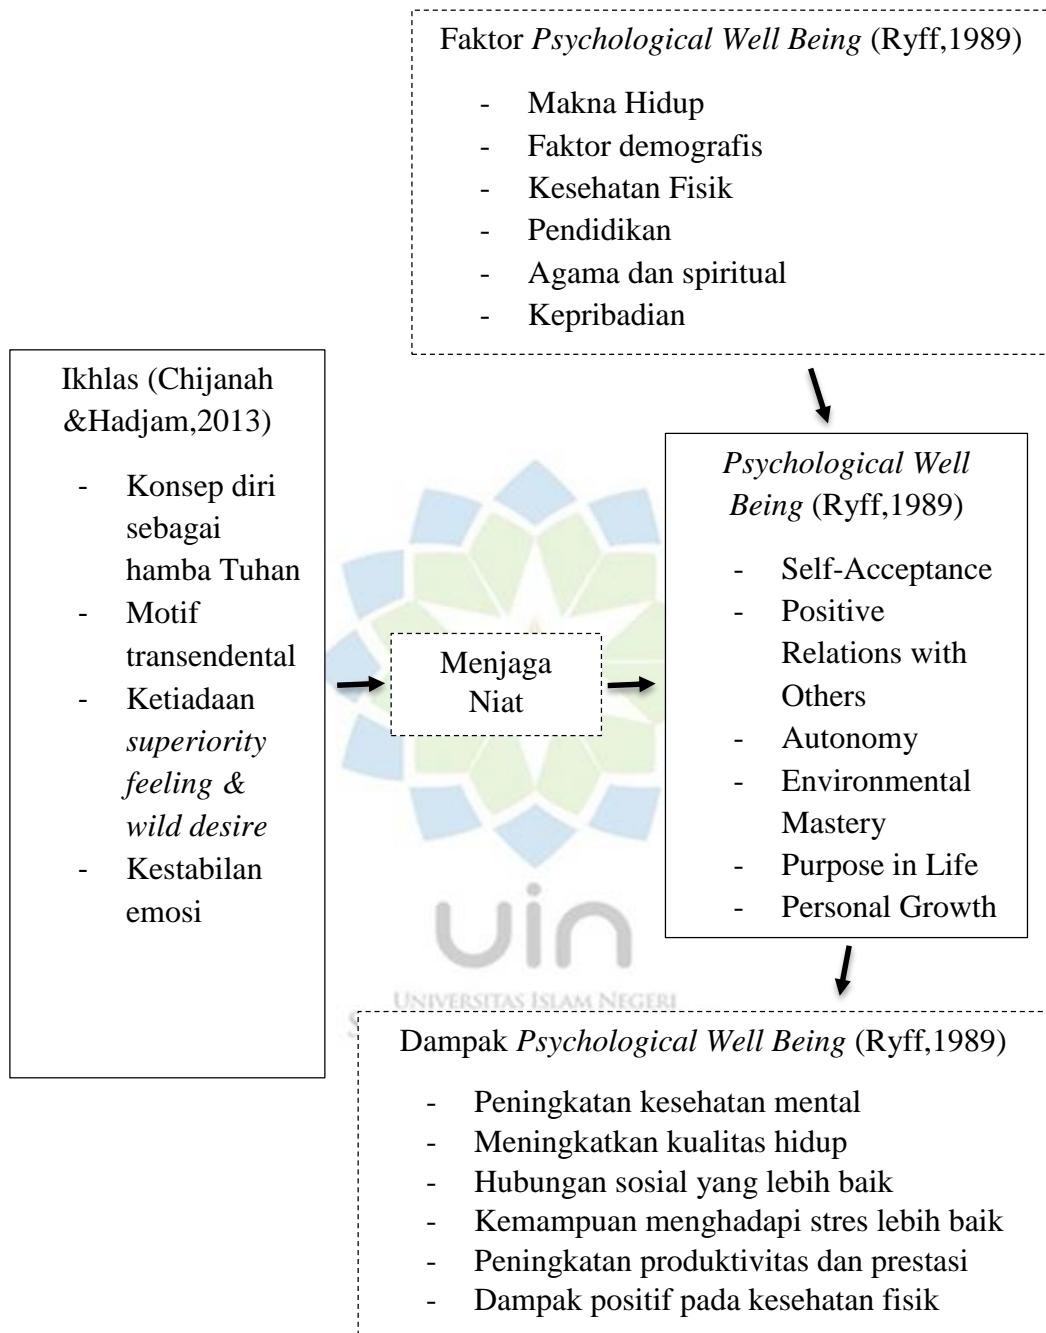 Faktor Psychological Well Being (Ryff,1989)
- Makna Hidup
- Faktor demografis
- Kesehatan Fisik
- Pendidikan
- Agama dan spiritual
- Kepribadian
Ikhlas (Chijanah
&Hadjam,2013)
- Konsep diri
sebagai
hamba Tuhan
- Motif
transendental
- Ketiadaan
superiority
feeling &
wild desire
- Kestabilan
emosi
Menjaga
Niat
Psychological Well
Being (Ryff,1989)
- Self-Acceptance
- Positive
Relations with
Others
- Autonomy
- Environmental
Mastery
- Purpose in Life
- Personal Growth
uin
UNIVERSITAS ISLAM NEGERI
Dampak Psychological Well Being (Ryff,1989)
- Peningkatan kesehatan mental
- Meningkatkan kualitas hidup
- Hubungan sosial yang lebih baik
- Kemampuan menghadapi stres lebih baik
- Peningkatan produktivitas dan prestasi
- Dampak positif pada kesehatan fisik